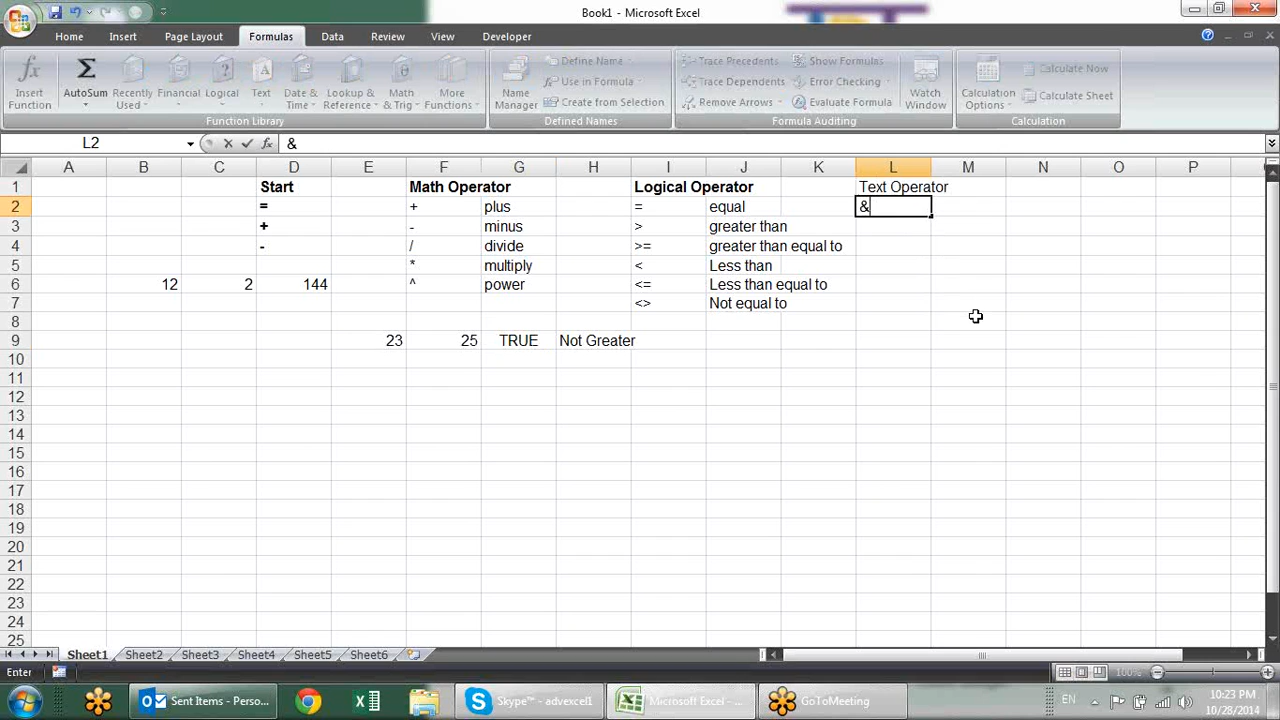 Book1 - Microsoft Excel
Home Insert Page Layout Formulas Data Review View Developer
Insert Function
AutoSum
Recently Used
Financial
Logical
Text
Date & Time
Lookup & Reference
Math & Trig
More Functions
Function Library
Name Manager
Define Name
Use in Formula
Create from Selection
Defined Names
Trace Precedents
Trace Dependents
Remove Arrows
Show Formulas
Error Checking
Evaluate Formula
Formula Auditing
Watch Window
Calculation Options
Calculate Now
Calculate Sheet
Calculation
L2 fx &
A B C D E F G H I J K L M N O P
1 Start Math Operator Logical Operator Text Operator
2 = + plus = equal &
3 + - minus > greater than
4 - / divide >= greater than equal to
5 * multiply < Less than
6 12 2 144 ^ power <= Less than equal to
7 <> Not equal to
8
9 23 25 TRUE Not Greater
10
11
12
13
14
15
16
17
18
19
20
21
22
23
24
25
Sheet1 Sheet2 Sheet3 Sheet4 Sheet5 Sheet6
Enter 100%
Sent Items - Perso... Skype™ - advexcel1 Microsoft Excel - ... GoToMeeting EN 10:23 PM
10/28/2014